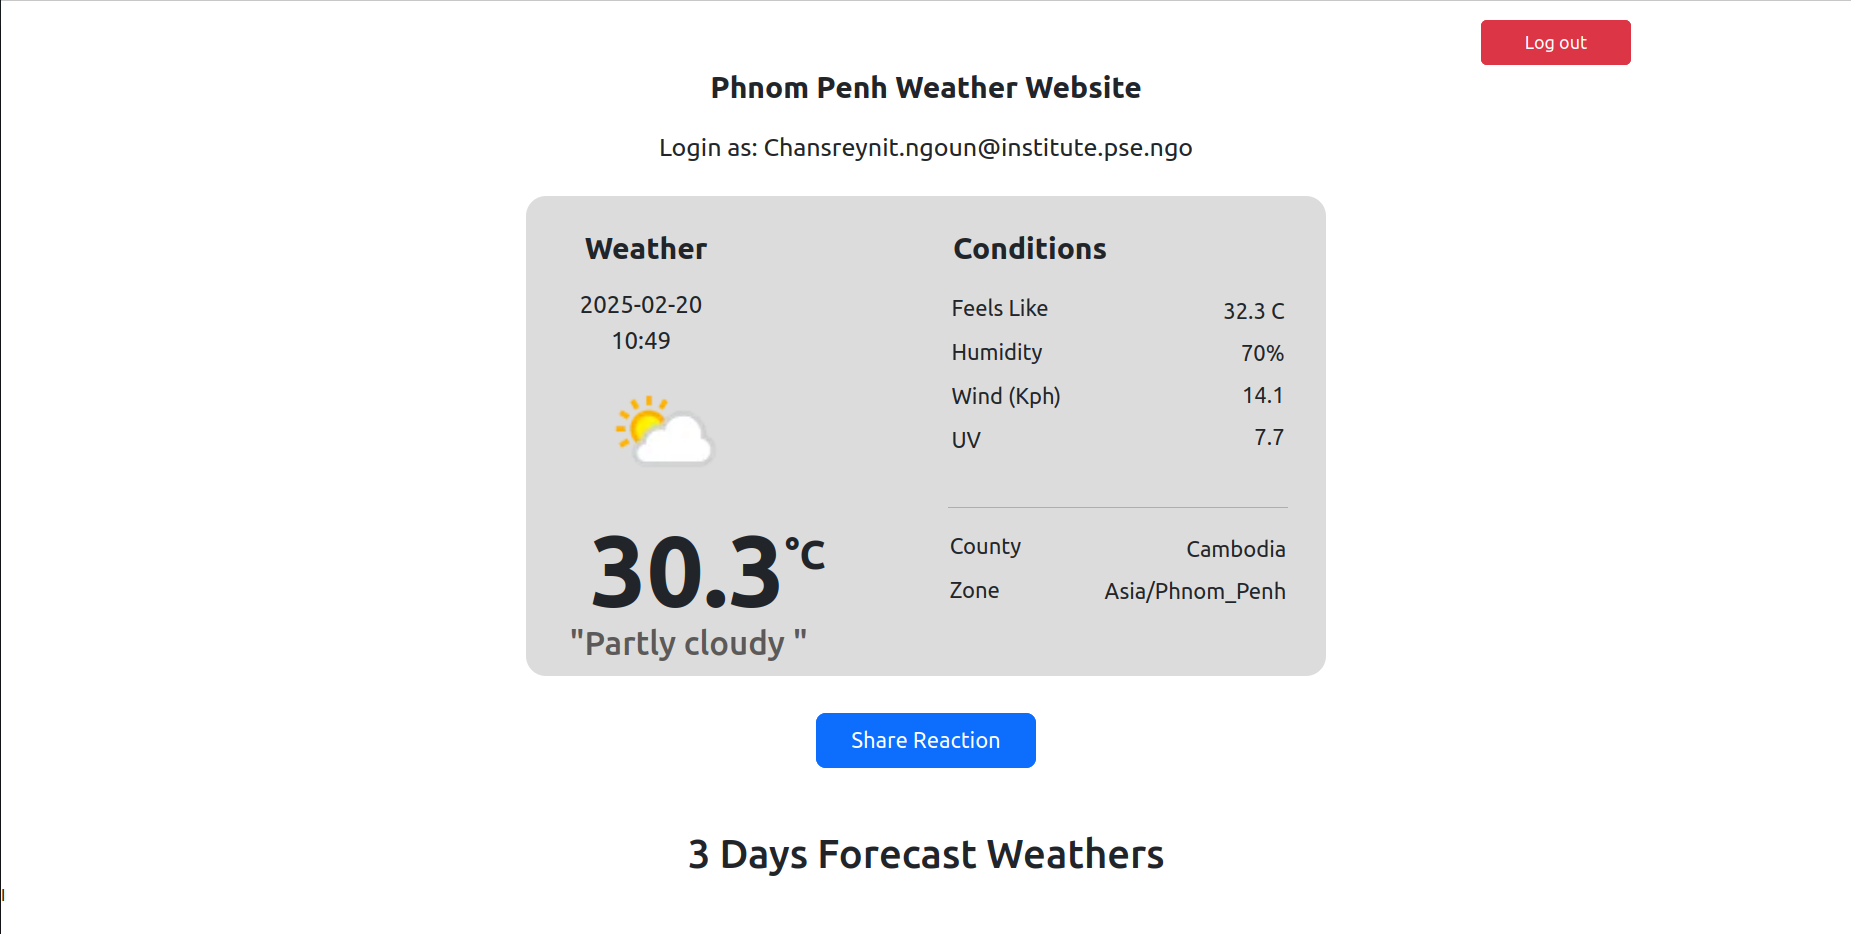 Log out
Phnom Penh Weather Website
Login as: Chansreynit.ngoun@institute.pse.ngo
Weather
2025-02-20
10:49
30.3°C
"Partly cloudy "
Conditions
Feels Like 32.3 C
Humidity 70%
Wind (Kph) 14.1
UV 7.7
County Cambodia
Zone Asia/Phnom_Penh
Share Reaction
3 Days Forecast Weathers